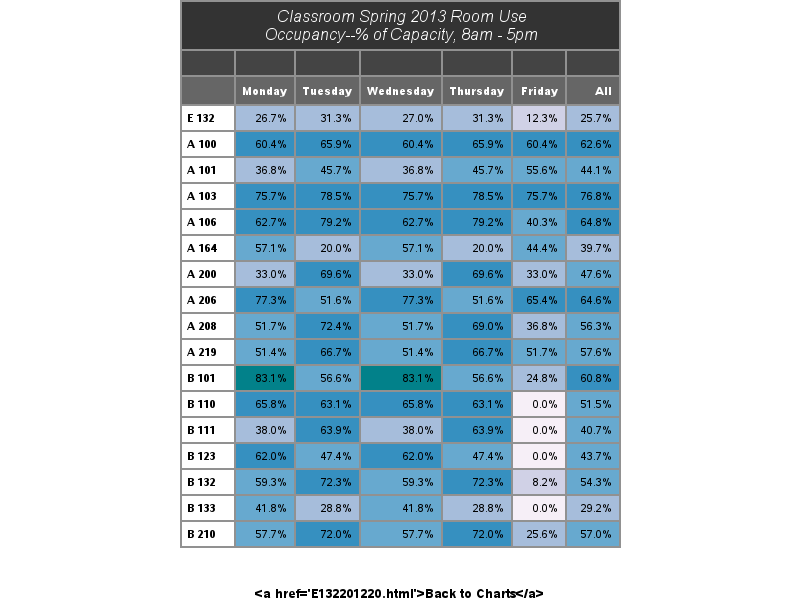 Classroom Spring 2013 Room Use
Occupancy--% of Capacity, 8am - 5pm
Monday Tuesday Wednesday Thursday Friday All
E 132 26.7% 31.3% 27.0% 31.3% 12.3% 25.7%
A 100 60.4% 65.9% 60.4% 65.9% 60.4% 62.6%
A 101 36.8% 45.7% 36.8% 45.7% 55.6% 44.1%
A 103 75.7% 78.5% 75.7% 78.5% 75.7% 76.8%
A 106 62.7% 79.2% 62.7% 79.2% 40.3% 64.8%
A 164 57.1% 20.0% 57.1% 20.0% 44.4% 39.7%
A 200 33.0% 69.6% 33.0% 69.6% 33.0% 47.6%
A 206 77.3% 51.6% 77.3% 51.6% 65.4% 64.6%
A 208 51.7% 72.4% 51.7% 69.0% 36.8% 56.3%
A 219 51.4% 66.7% 51.4% 66.7% 51.7% 57.6%
B 101 83.1% 56.6% 83.1% 56.6% 24.8% 60.8%
B 110 65.8% 63.1% 65.8% 63.1% 0.0% 51.5%
B 111 38.0% 63.9% 38.0% 63.9% 0.0% 40.7%
B 123 62.0% 47.4% 62.0% 47.4% 0.0% 43.7%
B 132 59.3% 72.3% 59.3% 72.3% 8.2% 54.3%
B 133 41.8% 28.8% 41.8% 28.8% 0.0% 29.2%
B 210 57.7% 72.0% 57.7% 72.0% 25.6% 57.0%
&lt;a href='E132201220.html'&gt;Back to Charts&lt;/a&gt;